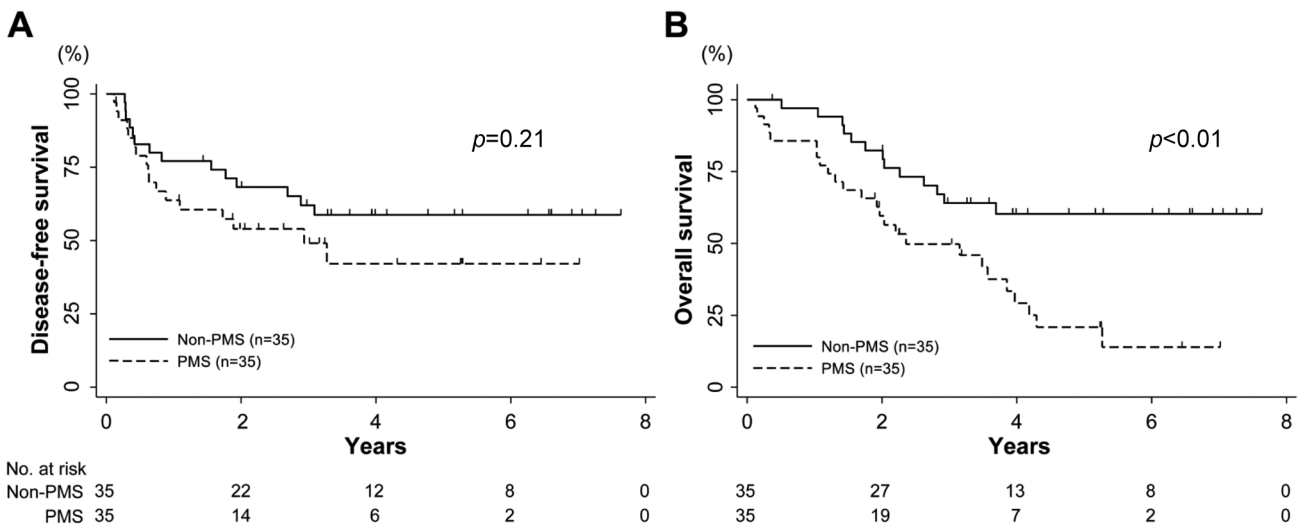 A
(%)
100
75
50
25
0
Disease-free survival
p=0.21
Non-PMS (n=35)
PMS (n=35)
0 2 4 6 8
Years
No. at risk
Non-PMS 35 22 12 8 0
PMS 35 14 6 2 0
B
(%)
100
75
50
25
0
Overall survival
p<0.01
Non-PMS (n=35)
PMS (n=35)
0 2 4 6 8
Years
35 27 13 8 0
35 19 7 2 0